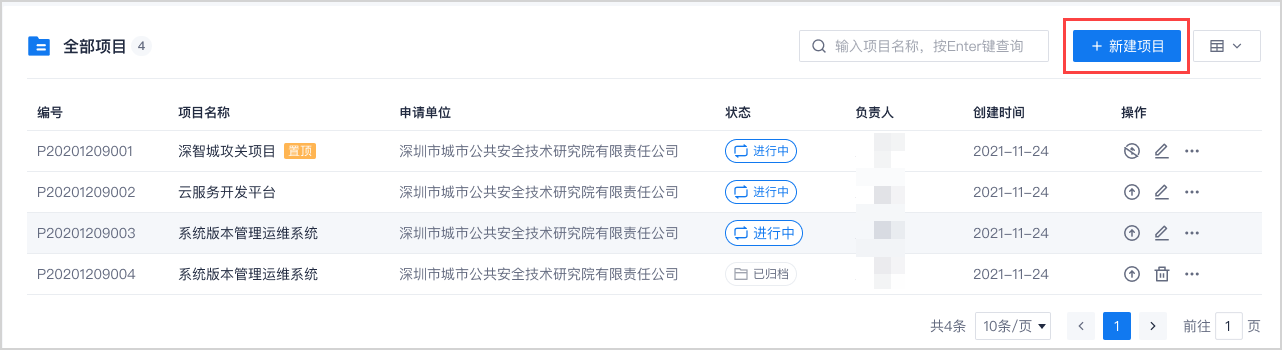 全部项目 4 输入项目名称，按Enter键查询 + 新建项目
编号 项目名称 申请单位 状态 负责人 创建时间 操作
P20201209001 深智城攻关项目 置顶 深圳市城市公共安全技术研究院有限责任公司 进行中 2021-11-24
P20201209002 云服务开发平台 深圳市城市公共安全技术研究院有限责任公司 进行中 2021-11-24
P20201209003 系统版本管理运维系统 深圳市城市公共安全技术研究院有限责任公司 进行中 2021-11-24
P20201209004 系统版本管理运维系统 深圳市城市公共安全技术研究院有限责任公司 已归档 2021-11-24
共4条 10条/页 1 前往 1 页